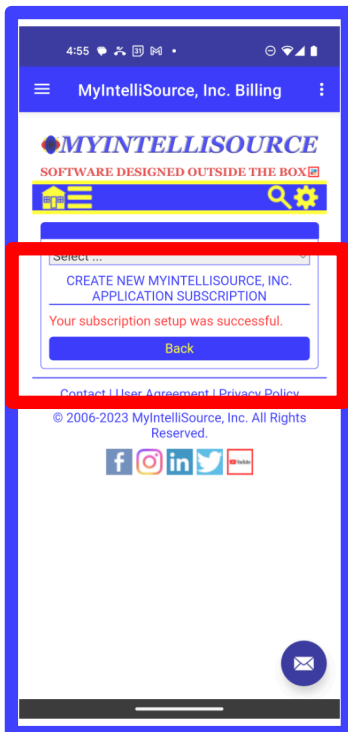 4:55
31
MyIntelliSource, Inc. Billing
MYINTELLISOURCE
SOFTWARE DESIGNED OUTSIDE THE BOX
Select ...
CREATE NEW MYINTELLISOURCE, INC.
APPLICATION SUBSCRIPTION
Your subscription setup was successful.
Back
Contact | User Agreement | Privacy Policy
© 2006-2023 MyIntelliSource, Inc. All Rights
Reserved.
YouTube